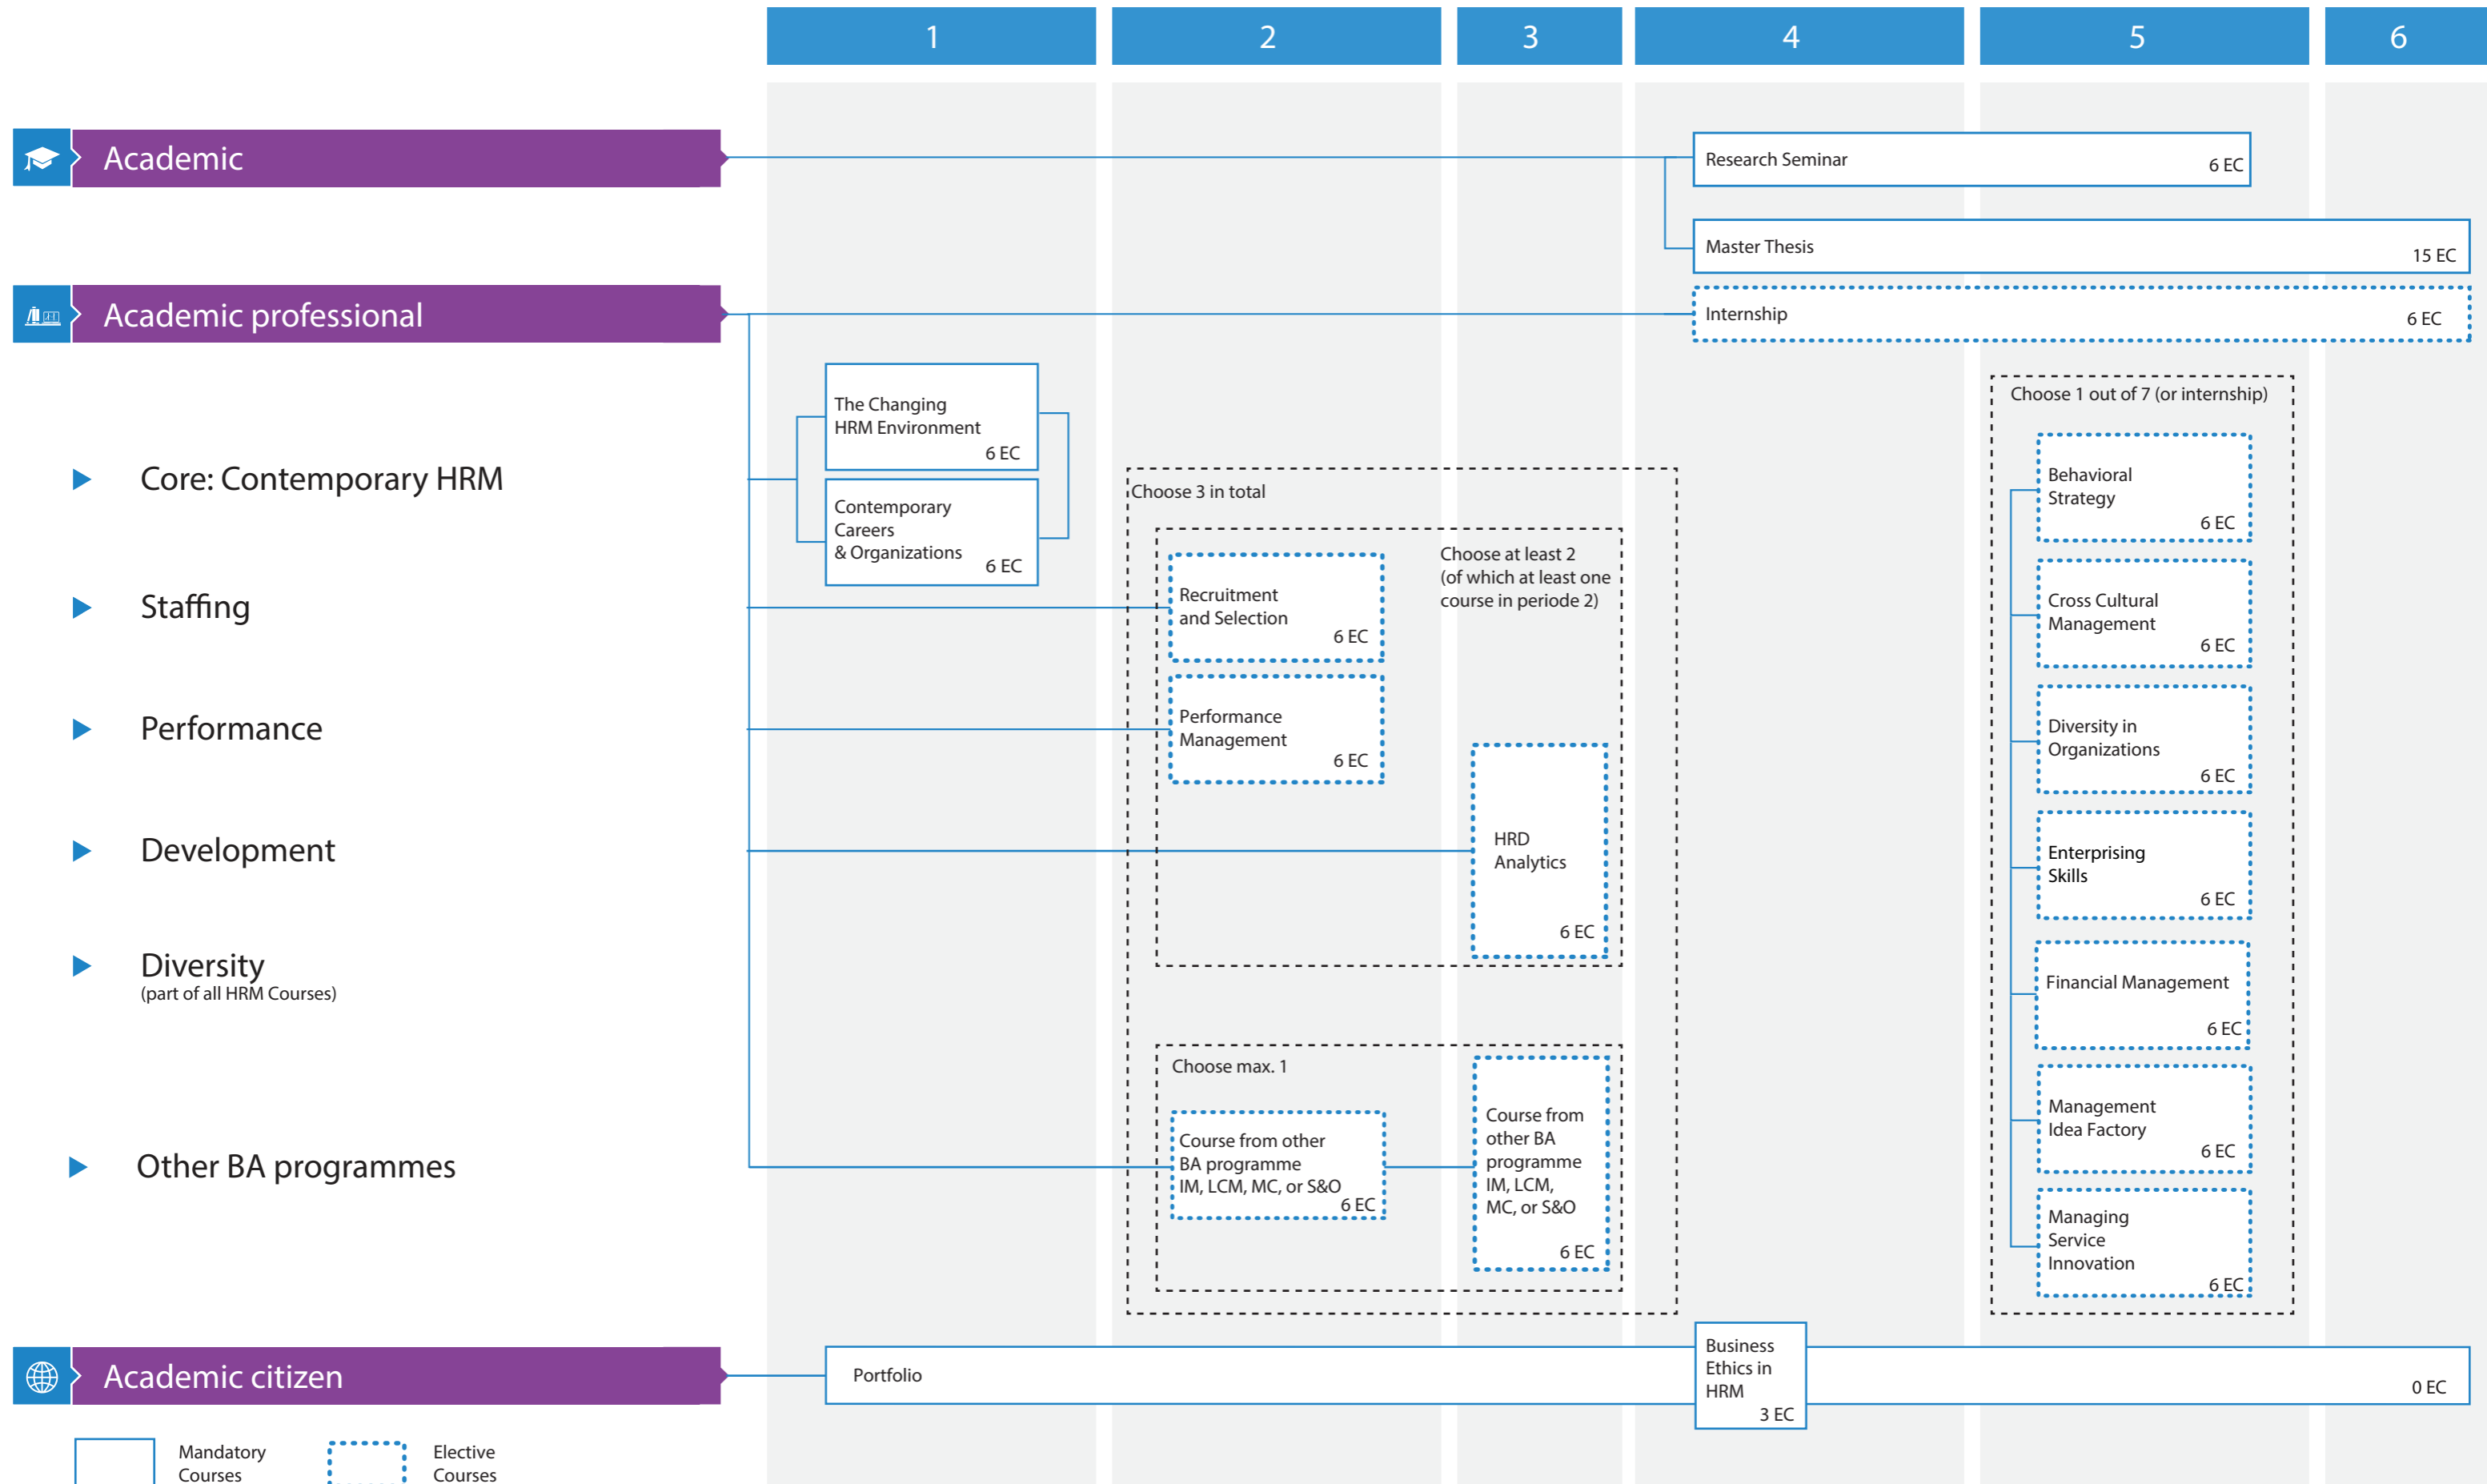 1 2 3 4 5 6
Academic
Research Seminar
6 EC
Master Thesis
15 EC
Academic professional
Internship
6 EC
The Changing
HRM Environment
6 EC
Core: Contemporary HRM
Contemporary
Careers
& Organizations
6 EC
Choose 3 in total
Choose at least 2
(of which at least one
course in periode 2)
Staffing
Recruitment
and Selection
6 EC
Performance
Performance
Management
6 EC
Development
HRD
Analytics
6 EC
Diversity
(part of all HRM Courses)
Choose max. 1
Other BA programmes
Course from other
BA programme
IM, LCM, MC, or S&O
6 EC
Course from
other BA
programme
IM, LCM,
MC, or S&O
6 EC
Choose 1 out of 7 (or internship)
Behavioral
Strategy
6 EC
Cross Cultural
Management
6 EC
Diversity in
Organizations
6 EC
Enterprising
Skills
6 EC
Financial Management
6 EC
Management
Idea Factory
6 EC
Managing
Service
Innovation
6 EC
Academic citizen
Portfolio
Business
Ethics in
HRM
3 EC
0 EC
Mandatory
Courses
Elective
Courses